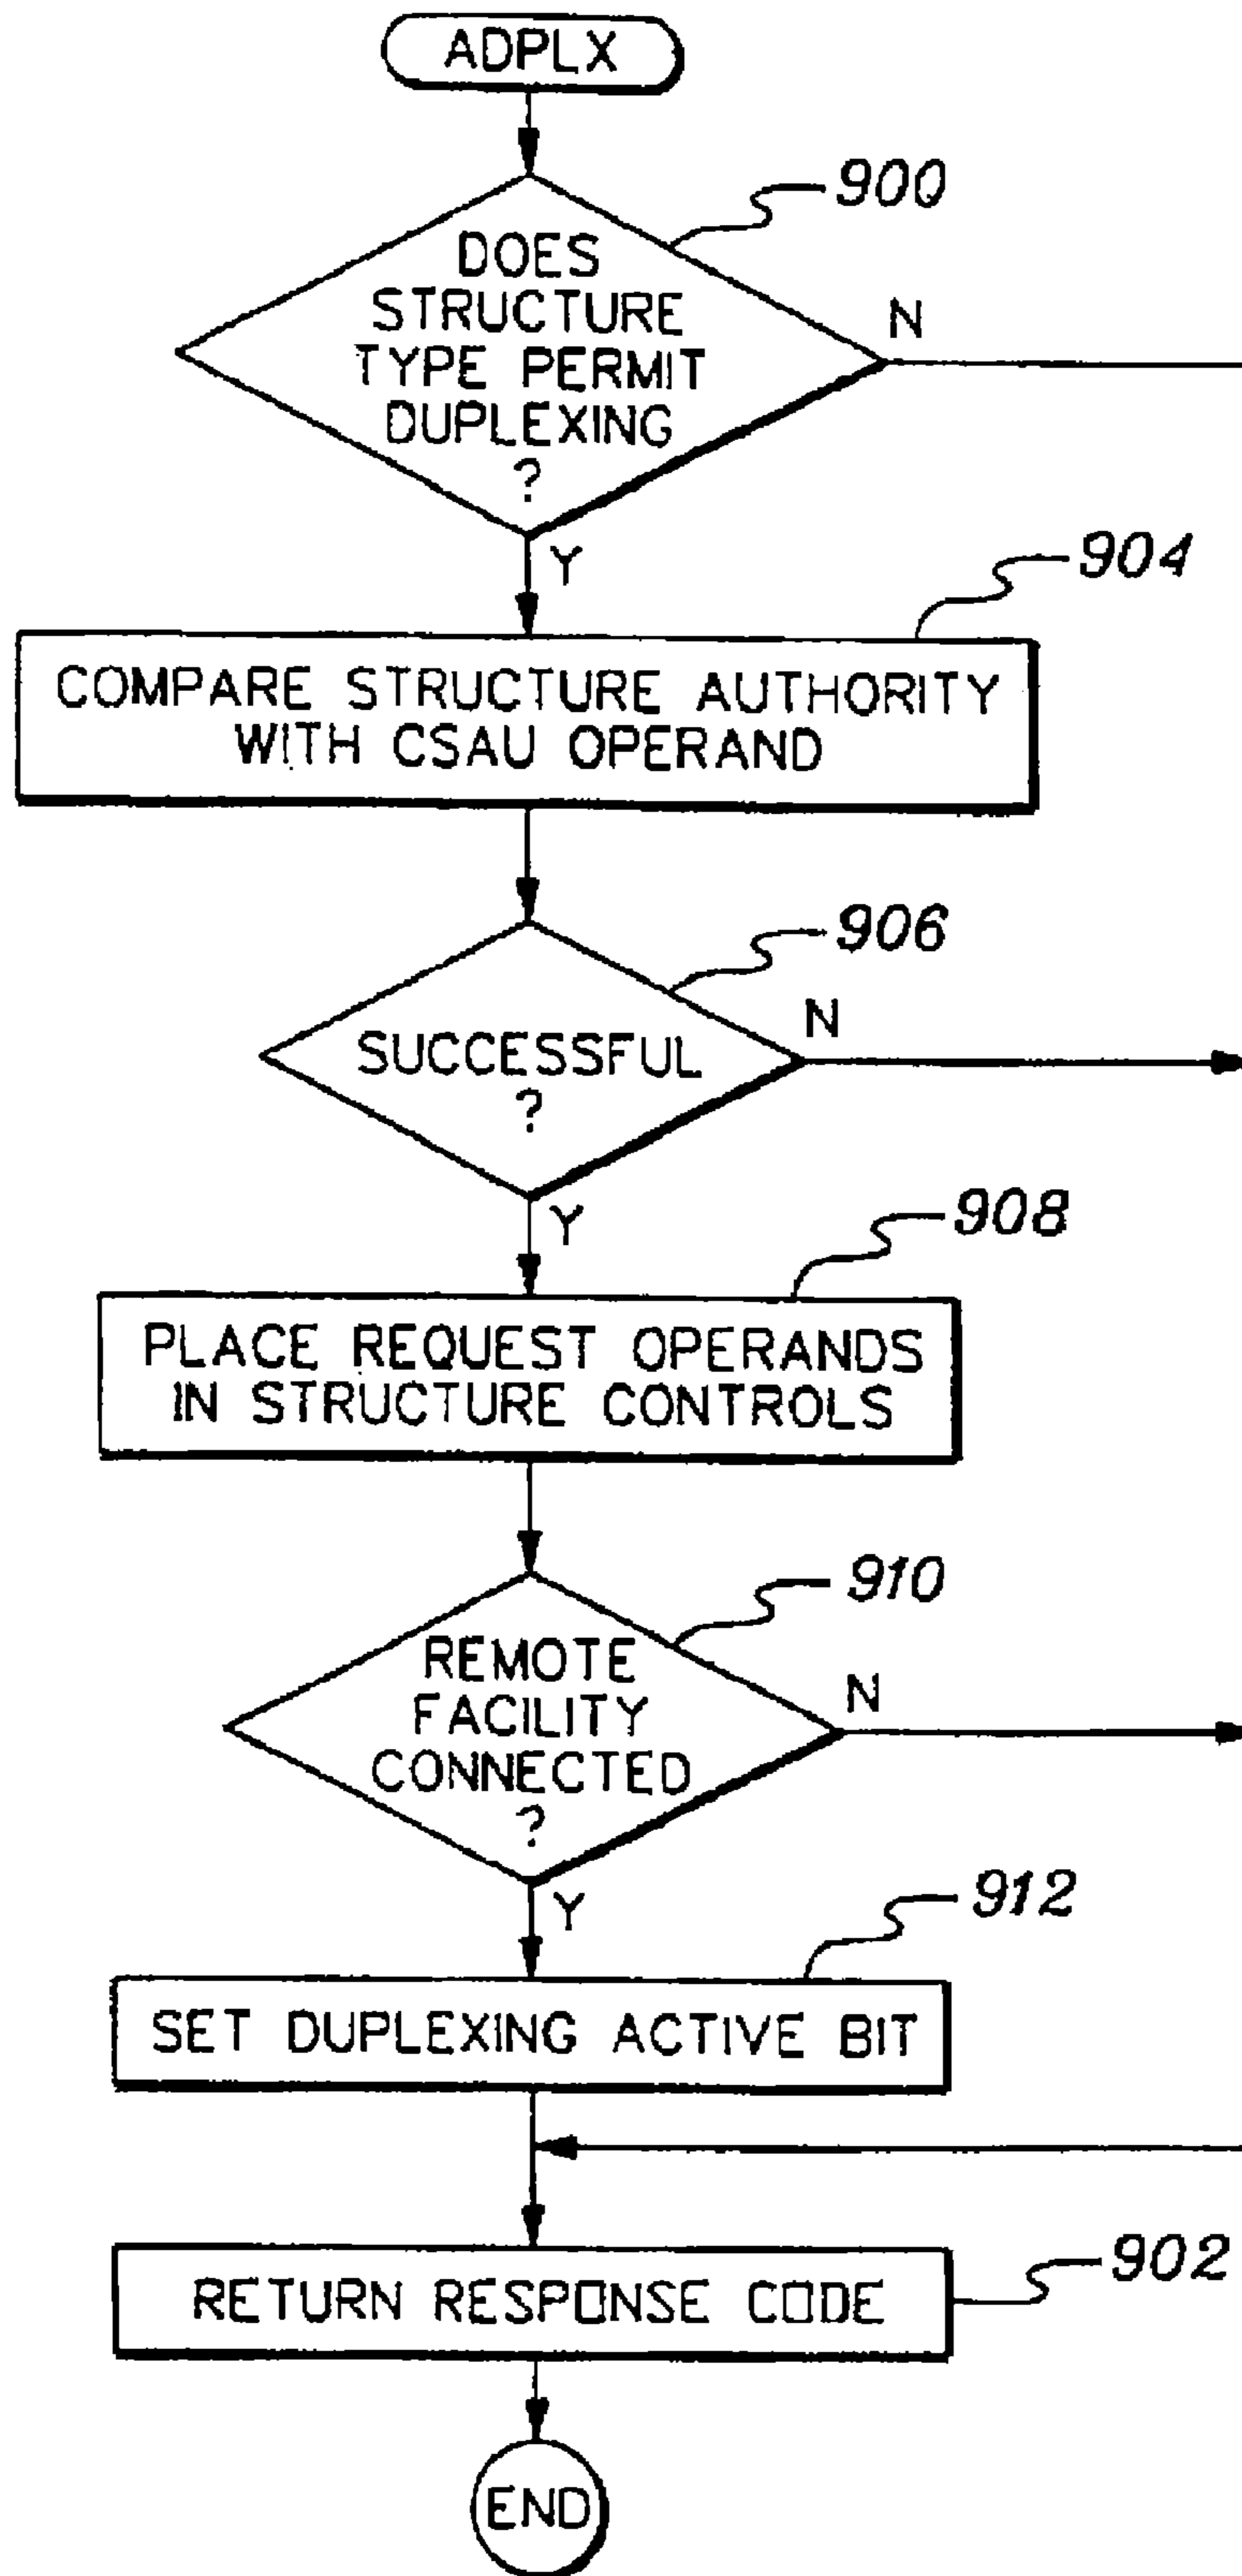 ADPLX
900
DOES
STRUCTURE
TYPE PERMIT
DUPLEXING
?
N
Y
904
COMPARE STRUCTURE AUTHORITY
WITH CSAU OPERAND
906
SUCCESSFUL
?
N
Y
908
PLACE REQUEST OPERANDS
IN STRUCTURE CONTROLS
910
REMOTE
FACILITY
CONNECTED
?
N
Y
912
SET DUPLEXING ACTIVE BIT
902
RETURN RESPONSE CODE
END